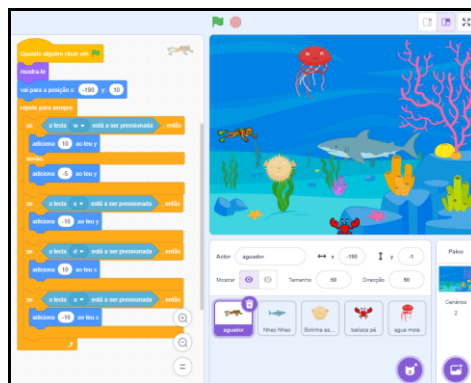 Quando alguém clicar em
mostra-te
vai para a posição x: -190 y: 10
repete para sempre
se a tecla w está a ser pressionada, então
adiciona 10 ao teu y
senão
adiciona -5 ao teu y
se a tecla s está a ser pressionada, então
adiciona -10 ao teu y
se a tecla d está a ser pressionada, então
adiciona 10 ao teu x
se a tecla a está a ser pressionada, então
adiciona -10 ao teu x
Actor aguador x -190 y -1
Mostrar Tamanho 50 Direcção 90
aguador Nhec Nhec Bolinha as... belisca pé agua mole
Palco
Cenários
2